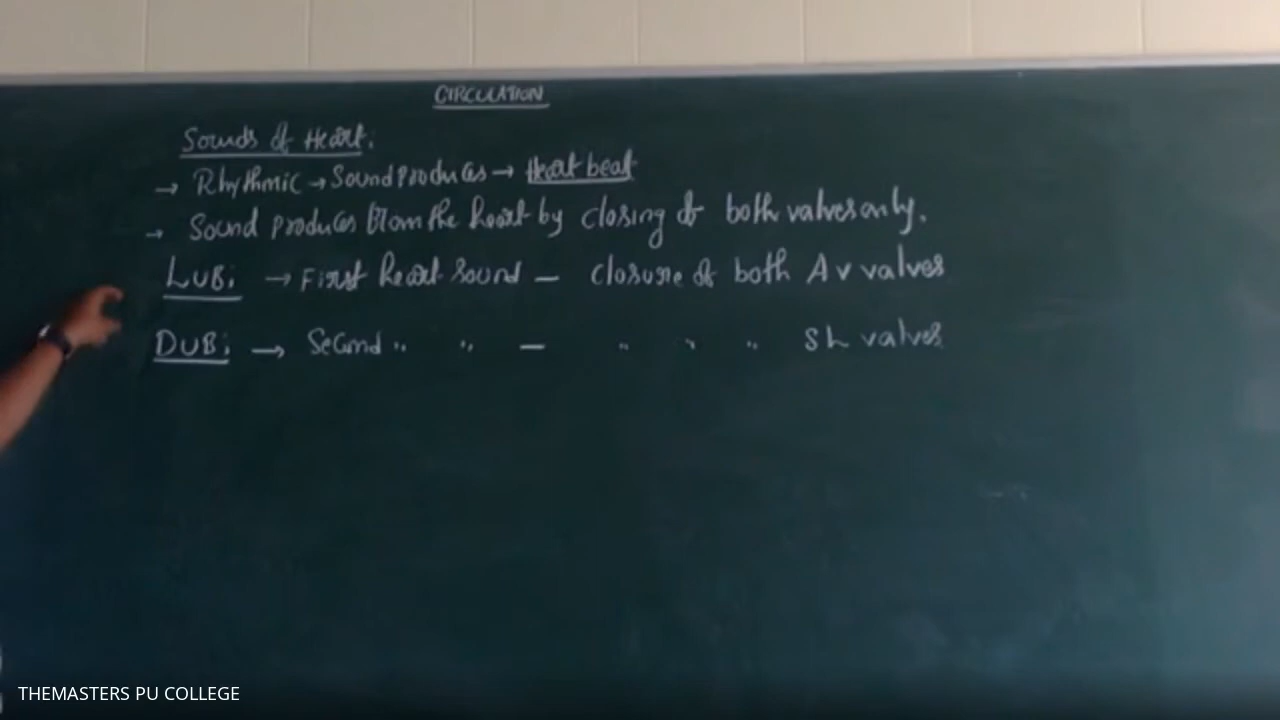 CIRCULATION
Sounds of Heart:
→ Rhythmic → Sound produces → Heart beat
→ Sound produces from the heart by closing of both valves only.
LUB: → First heart sound – closure of both AV valves
DUB: → Second " " – " " " SL valves
THEMASTERS PU COLLEGE